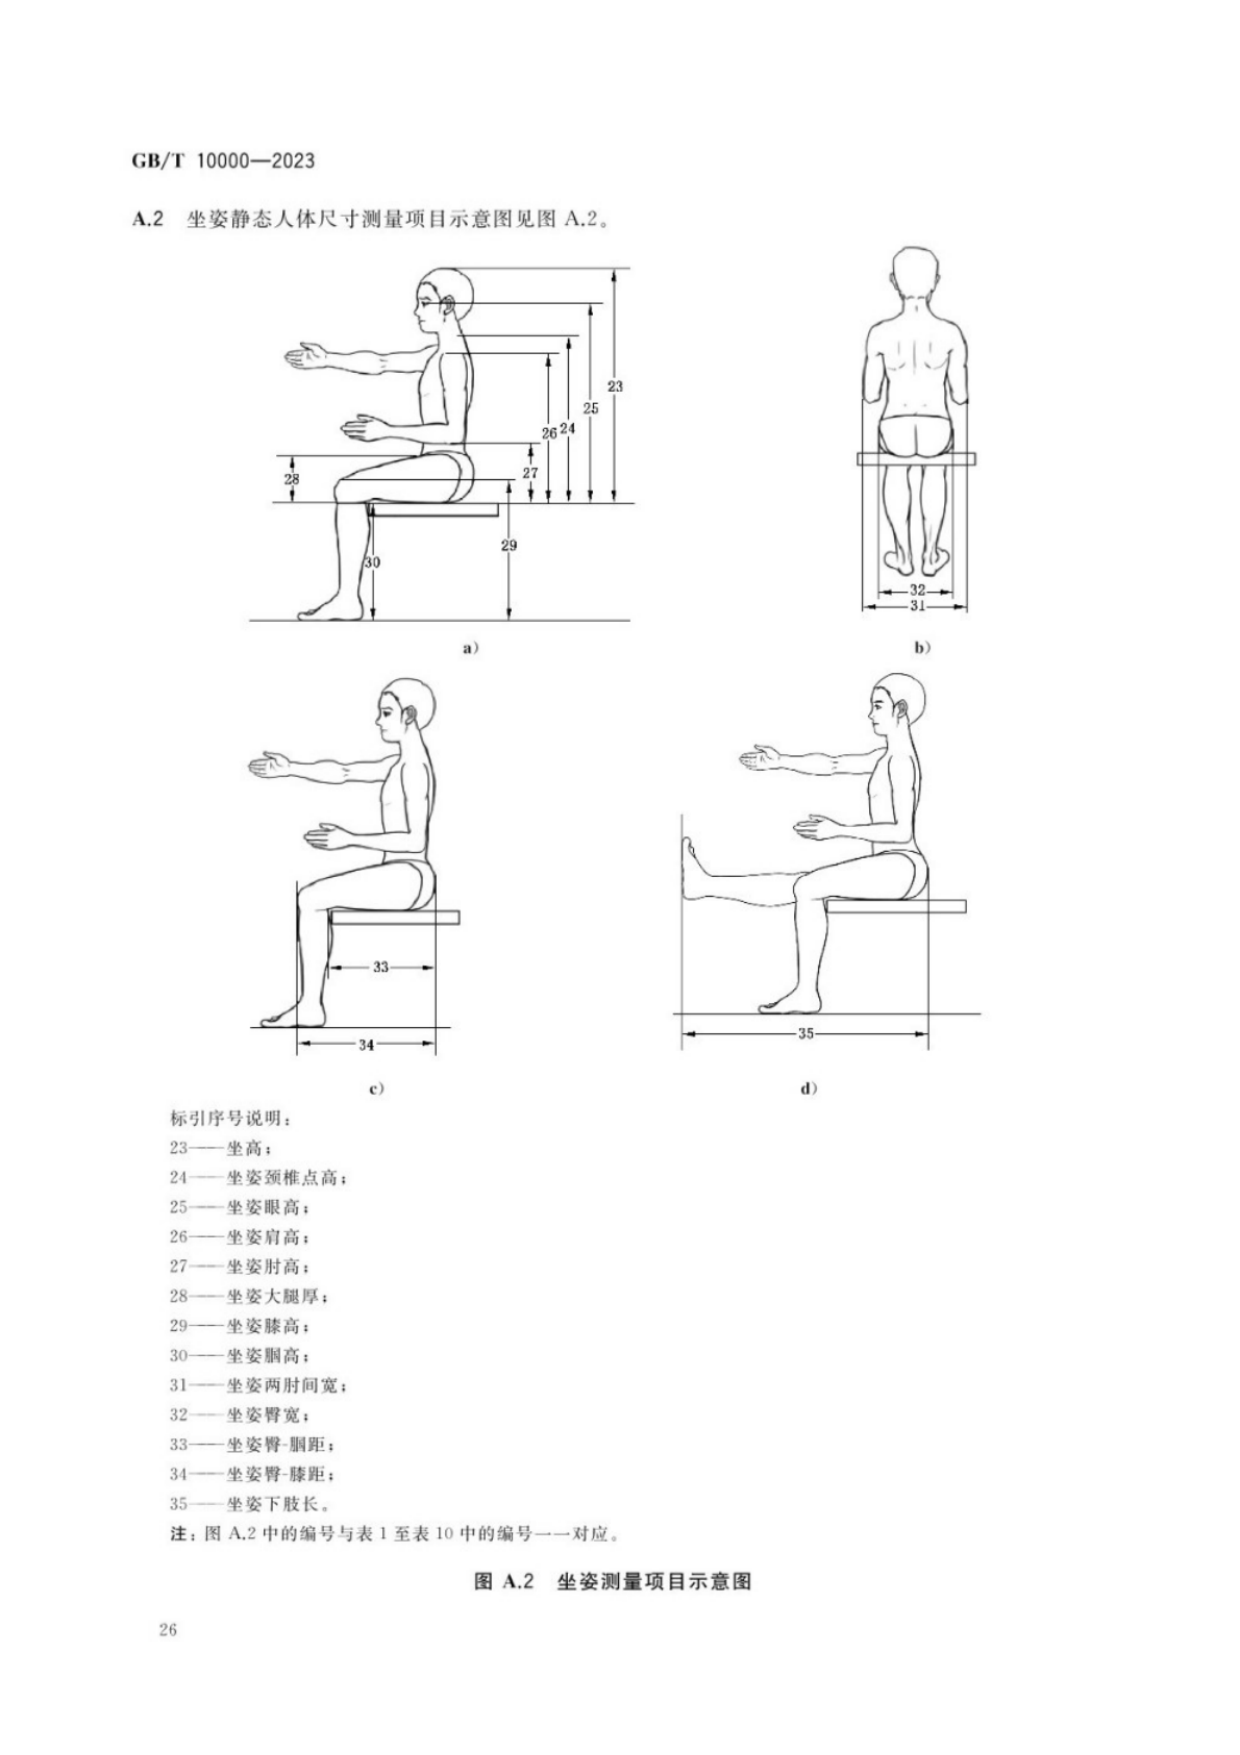 GB/T 10000—2023
A.2 坐姿静态人体尺寸测量项目示意图见图 A.2。
23
25
24
26
27
28
29
30
a)
32
31
b)
33
34
c)
35
d)
标引序号说明:
23——坐高;
24——坐姿颈椎点高;
25——坐姿眼高;
26——坐姿肩高;
27——坐姿肘高;
28——坐姿大腿厚;
29——坐姿膝高;
30——坐姿腘高;
31——坐姿两肘间宽;
32——坐姿臀宽;
33——坐姿臀-腘距;
34——坐姿臀-膝距;
35——坐姿下肢长。
注:图 A.2 中的编号与表 1 至表 10 中的编号一一对应。
图 A.2 坐姿测量项目示意图
26